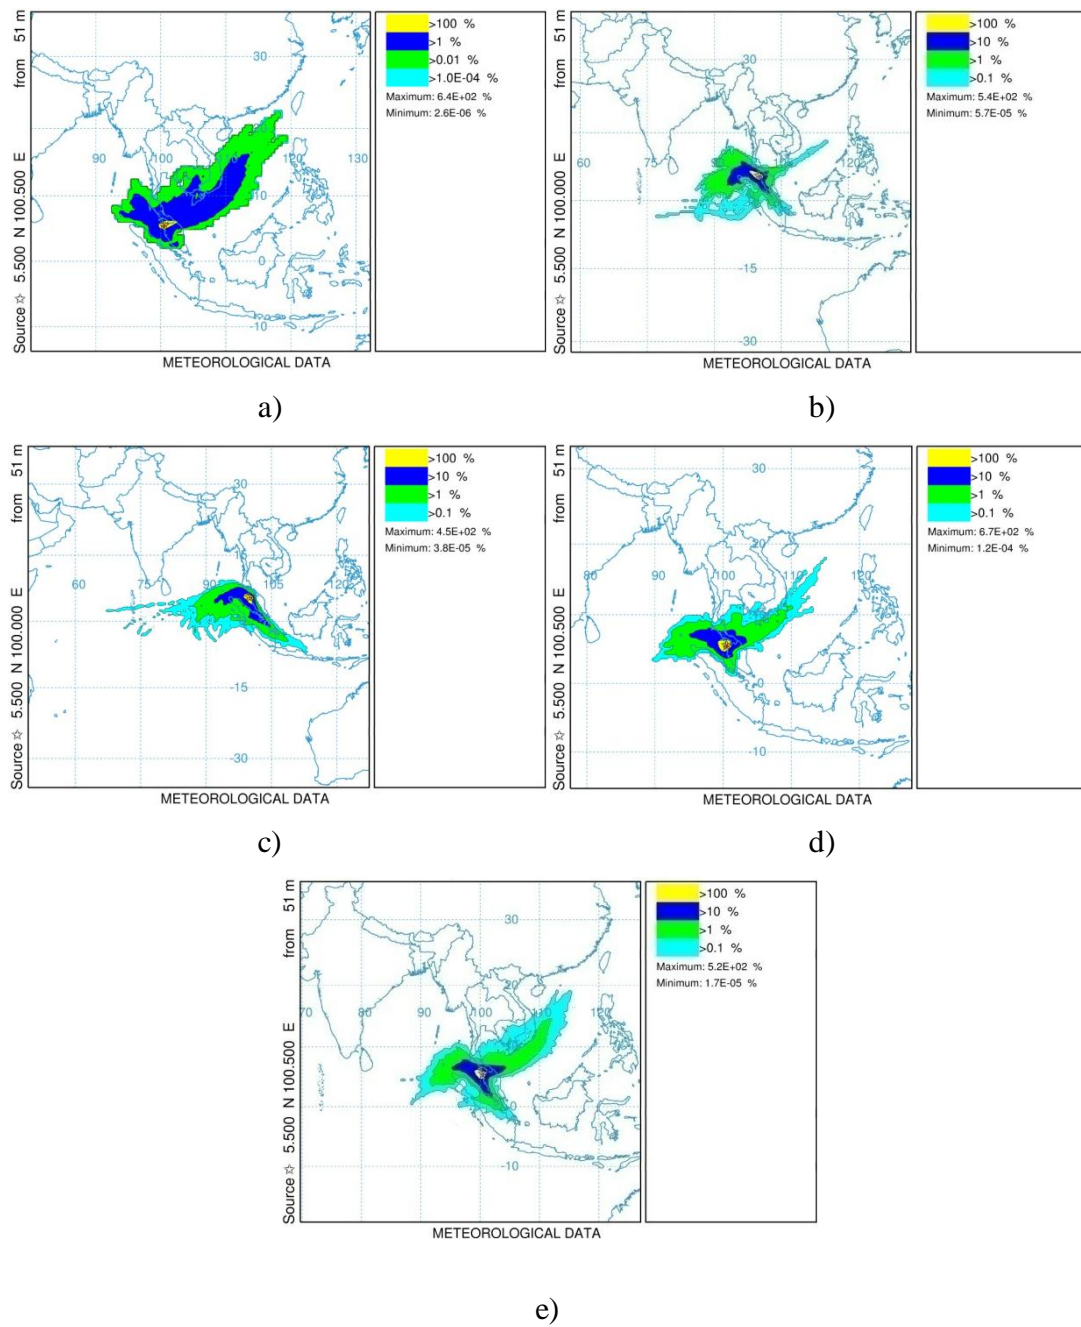 Source ☆ 5.500 N 100.500 E from 51 m
>100 %
>1 %
>0.01 %
>1.0E-04 %
Maximum: 6.4E+02 %
Minimum: 2.6E-06 %
30
90
100
120
130
0
-10
METEOROLOGICAL DATA
a)
Source ☆ 5.500 N 100.000 E from 51 m
>100 %
>10 %
>1 %
>0.1 %
Maximum: 5.4E+02 %
Minimum: 5.7E-05 %
30
60
75
120
-15
-30
METEOROLOGICAL DATA
b)
Source ☆ 5.500 N 100.000 E from 51 m
>100 %
>10 %
>1 %
>0.1 %
Maximum: 4.5E+02 %
Minimum: 3.8E-05 %
30
60
75
90
105
120
-15
-30
METEOROLOGICAL DATA
c)
Source ☆ 5.500 N 100.500 E from 51 m
>100 %
>10 %
>1 %
>0.1 %
Maximum: 6.7E+02 %
Minimum: 1.2E-04 %
30
20
80
90
100
110
120
0
-10
METEOROLOGICAL DATA
d)
Source ☆ 5.500 N 100.500 E from 51 m
>100 %
>10 %
>1 %
>0.1 %
Maximum: 5.2E+02 %
Minimum: 1.7E-05 %
30
20
70
80
90
100
110
120
0
-10
METEOROLOGICAL DATA
e)